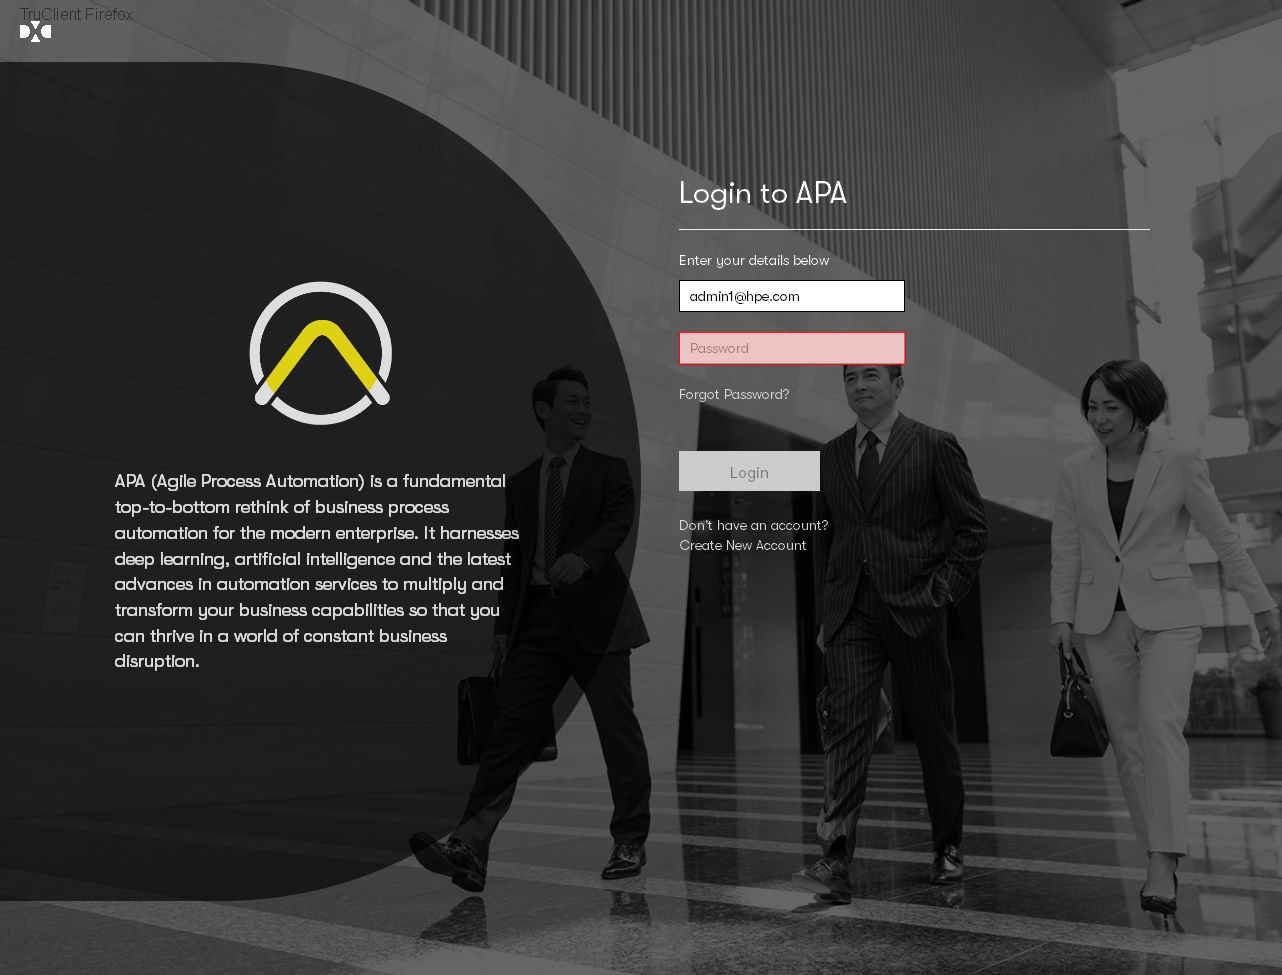 TruClient Firefox
Login to APA
Enter your details below
admin1@hpe.com
Password
Forgot Password?
Login
Don't have an account?
Create New Account
APA (Agile Process Automation) is a fundamental
top-to-bottom rethink of business process
automation for the modern enterprise. It harnesses
deep learning, artificial intelligence and the latest
advances in automation services to multiply and
transform your business capabilities so that you
can thrive in a world of constant business
disruption.